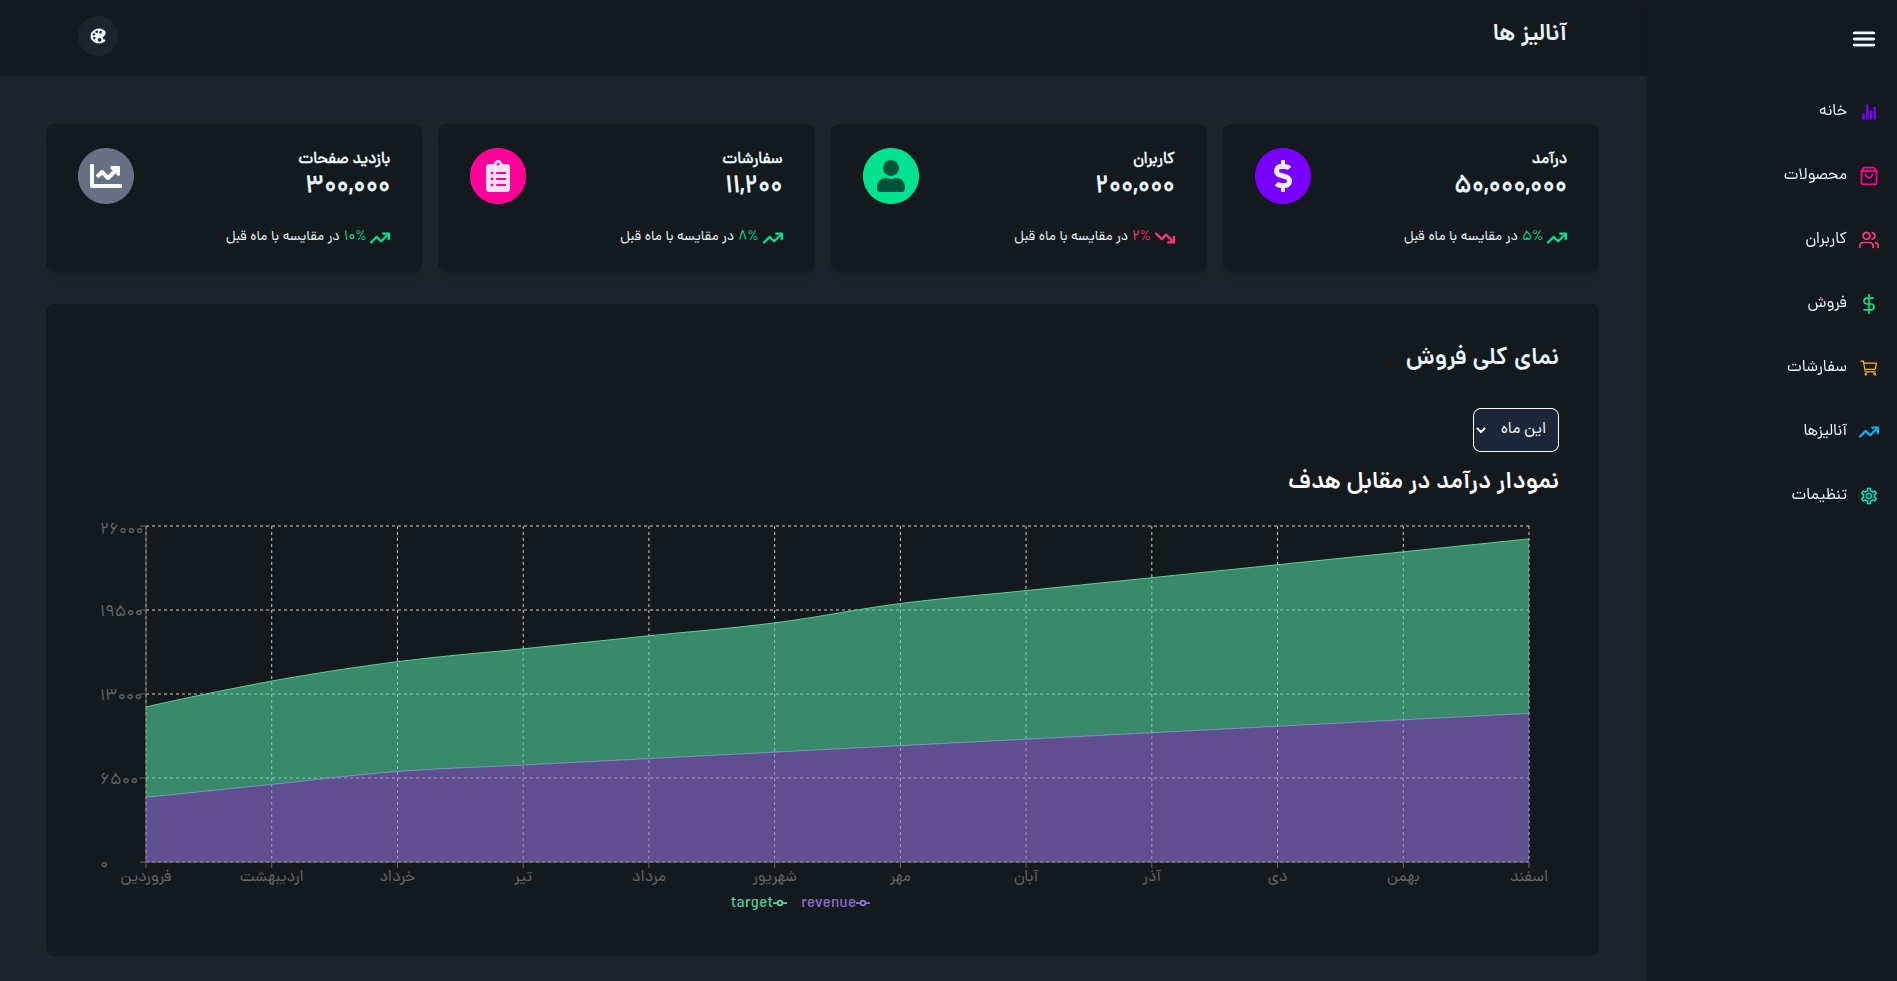 آنالیز ها
خانه
محصولات
کاربران
فروش
سفارشات
آنالیزها
تنظیمات
درآمد
۵۰,۰۰۰,۰۰۰
۵% در مقایسه با ماه قبل
کاربران
۲۰۰,۰۰۰
۲% در مقایسه با ماه قبل
سفارشات
۱۱,۲۰۰
۸% در مقایسه با ماه قبل
بازدید صفحات
۳۰۰,۰۰۰
۱۰% در مقایسه با ماه قبل
نمای کلی فروش
این ماه
نمودار درآمد در مقابل هدف
۲۶۰۰۰
۱۹۵۰۰
۱۳۰۰۰
۶۵۰۰
۰
فروردین اردیبهشت خرداد تیر مرداد شهریور مهر آبان آذر دی بهمن اسفند
target revenue